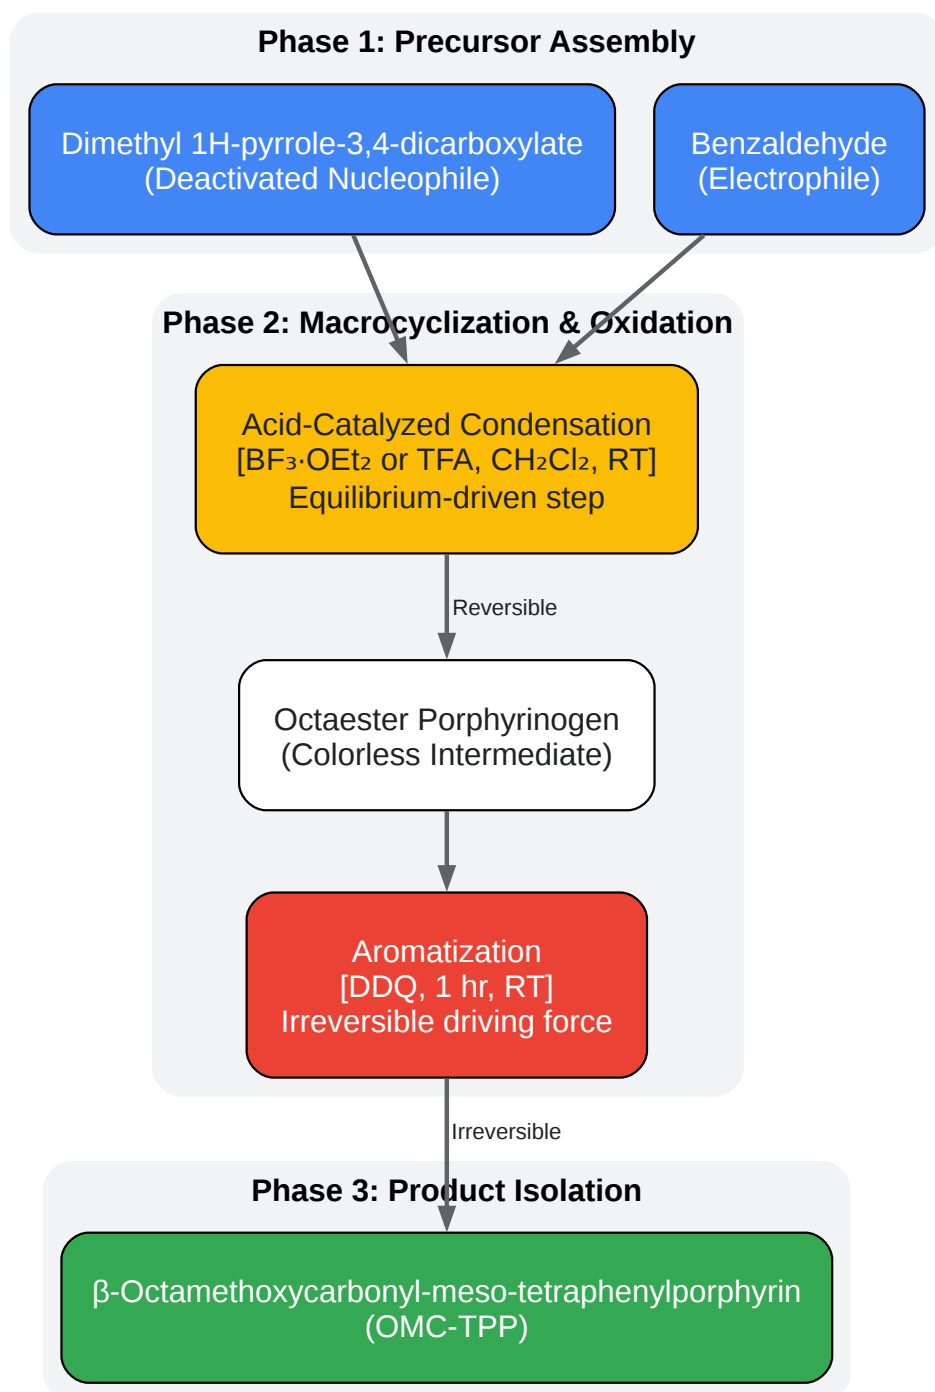 Phase 1: Precursor Assembly
Dimethyl 1H-pyrrole-3,4-dicarboxylate
(Deactivated Nucleophile)
Benzaldehyde
(Electrophile)
Phase 2: Macrocyclization & Oxidation
Acid-Catalyzed Condensation
[BF₃·OEt₂ or TFA, CH₂Cl₂, RT]
Equilibrium-driven step
Reversible
Octaester Porphyrinogen
(Colorless Intermediate)
Aromatization
[DDQ, 1 hr, RT]
Irreversible driving force
Irreversible
Phase 3: Product Isolation
β-Octamethoxycarbonyl-meso-tetraphenylporphyrin
(OMC-TPP)